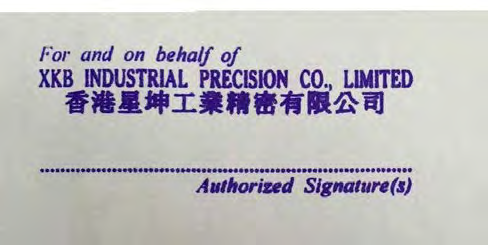 For and on behalf of
XKB INDUSTRIAL PRECISION CO., LIMITED
香港星坤工業精密有限公司
Authorized Signature(s)